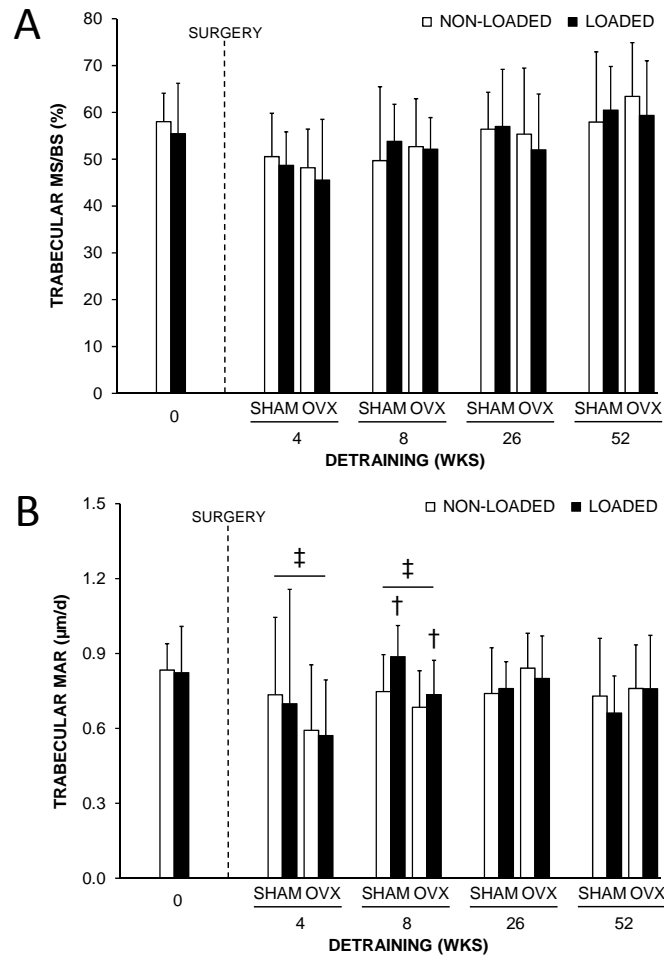 A
SURGERY
NON-LOADED LOADED
TRABECULAR MS/BS (%)
80
70
60
50
40
30
20
10
0
SHAM OVX SHAM OVX SHAM OVX SHAM OVX
0 4 8 26 52
DETRAINING (WKS)
B
SURGERY
NON-LOADED LOADED
TRABECULAR MAR (µm/d)
1.5
1.2
0.9
0.6
0.3
0.0
‡ ‡
† †
SHAM OVX SHAM OVX SHAM OVX SHAM OVX
0 4 8 26 52
DETRAINING (WKS)